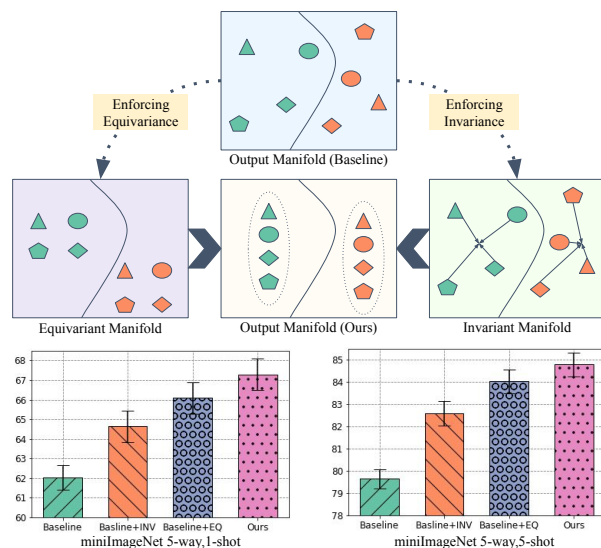 Enforcing
Equivariance
Enforcing
Invariance
Output Manifold (Baseline)
Equivariant Manifold
Output Manifold (Ours)
Invariant Manifold
68
67
66
65
64
63
62
61
60
Baseline
Basline+INV
Baseline+EQ
Ours
miniImageNet 5-way,1-shot
85
84
83
82
81
80
79
78
Baseline
Basline+INV
Baseline+EQ
Ours
miniImageNet 5-way,5-shot